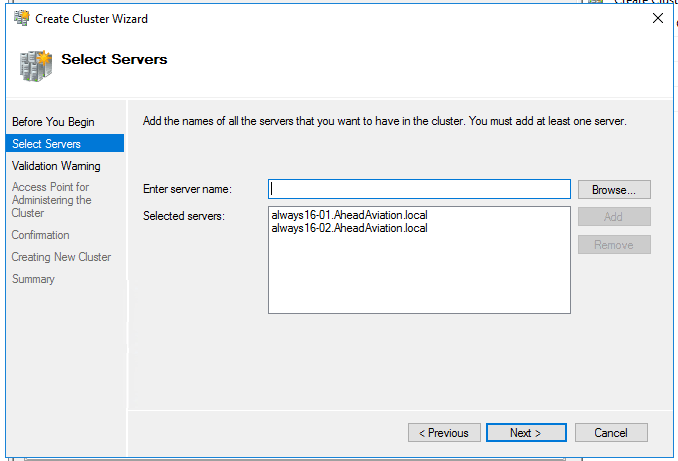 Create Cluster
Create Cluster Wizard
Select Servers
Before You Begin
Select Servers
Validation Warning
Access Point for
Administering the
Cluster
Confirmation
Creating New Cluster
Summary
Add the names of all the servers that you want to have in the cluster. You must add at least one server.
Enter server name:
Browse...
Selected servers:
always16-01.AheadAviation.local
always16-02.AheadAviation.local
Add
Remove
< Previous
Next >
Cancel